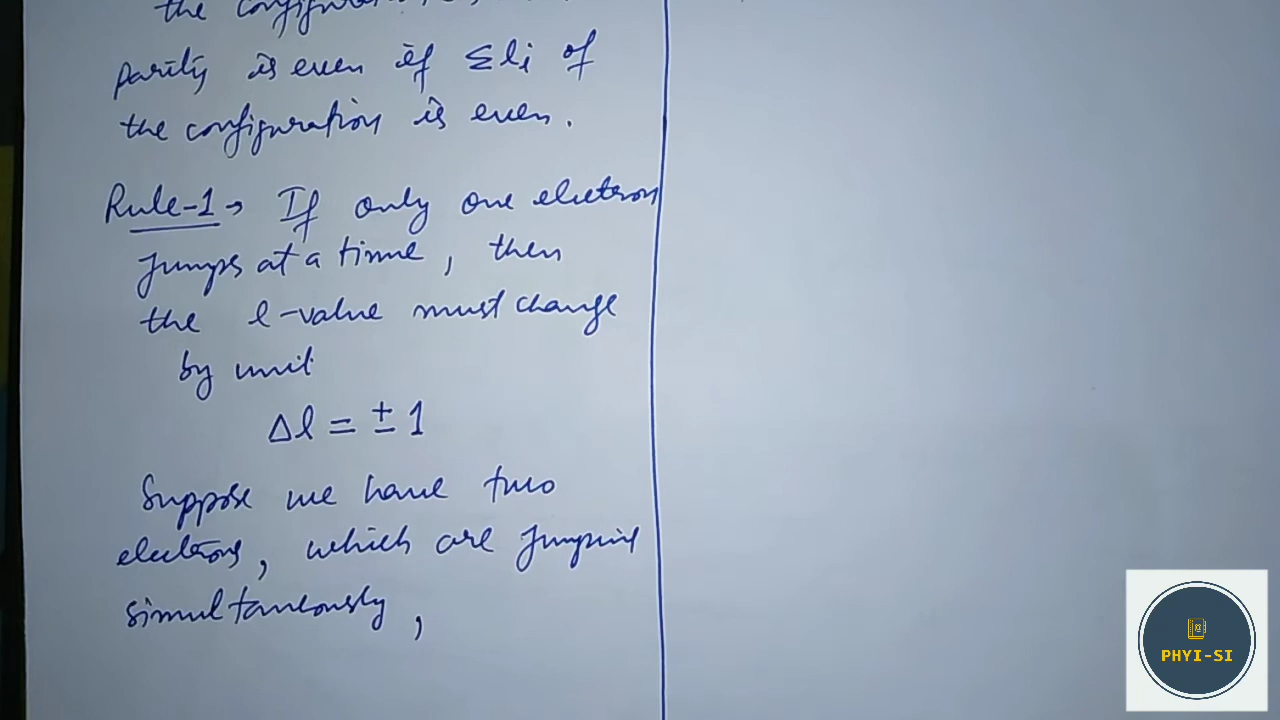 the
parity is even if Σli of
the configuration is even.
Rule-1→ If only one electron
jumps at a time, then
the l-value must change
by unit
Δl = ±1
Suppose we have two
electrons, which are jumping
simultaneously,
PHYI-SI